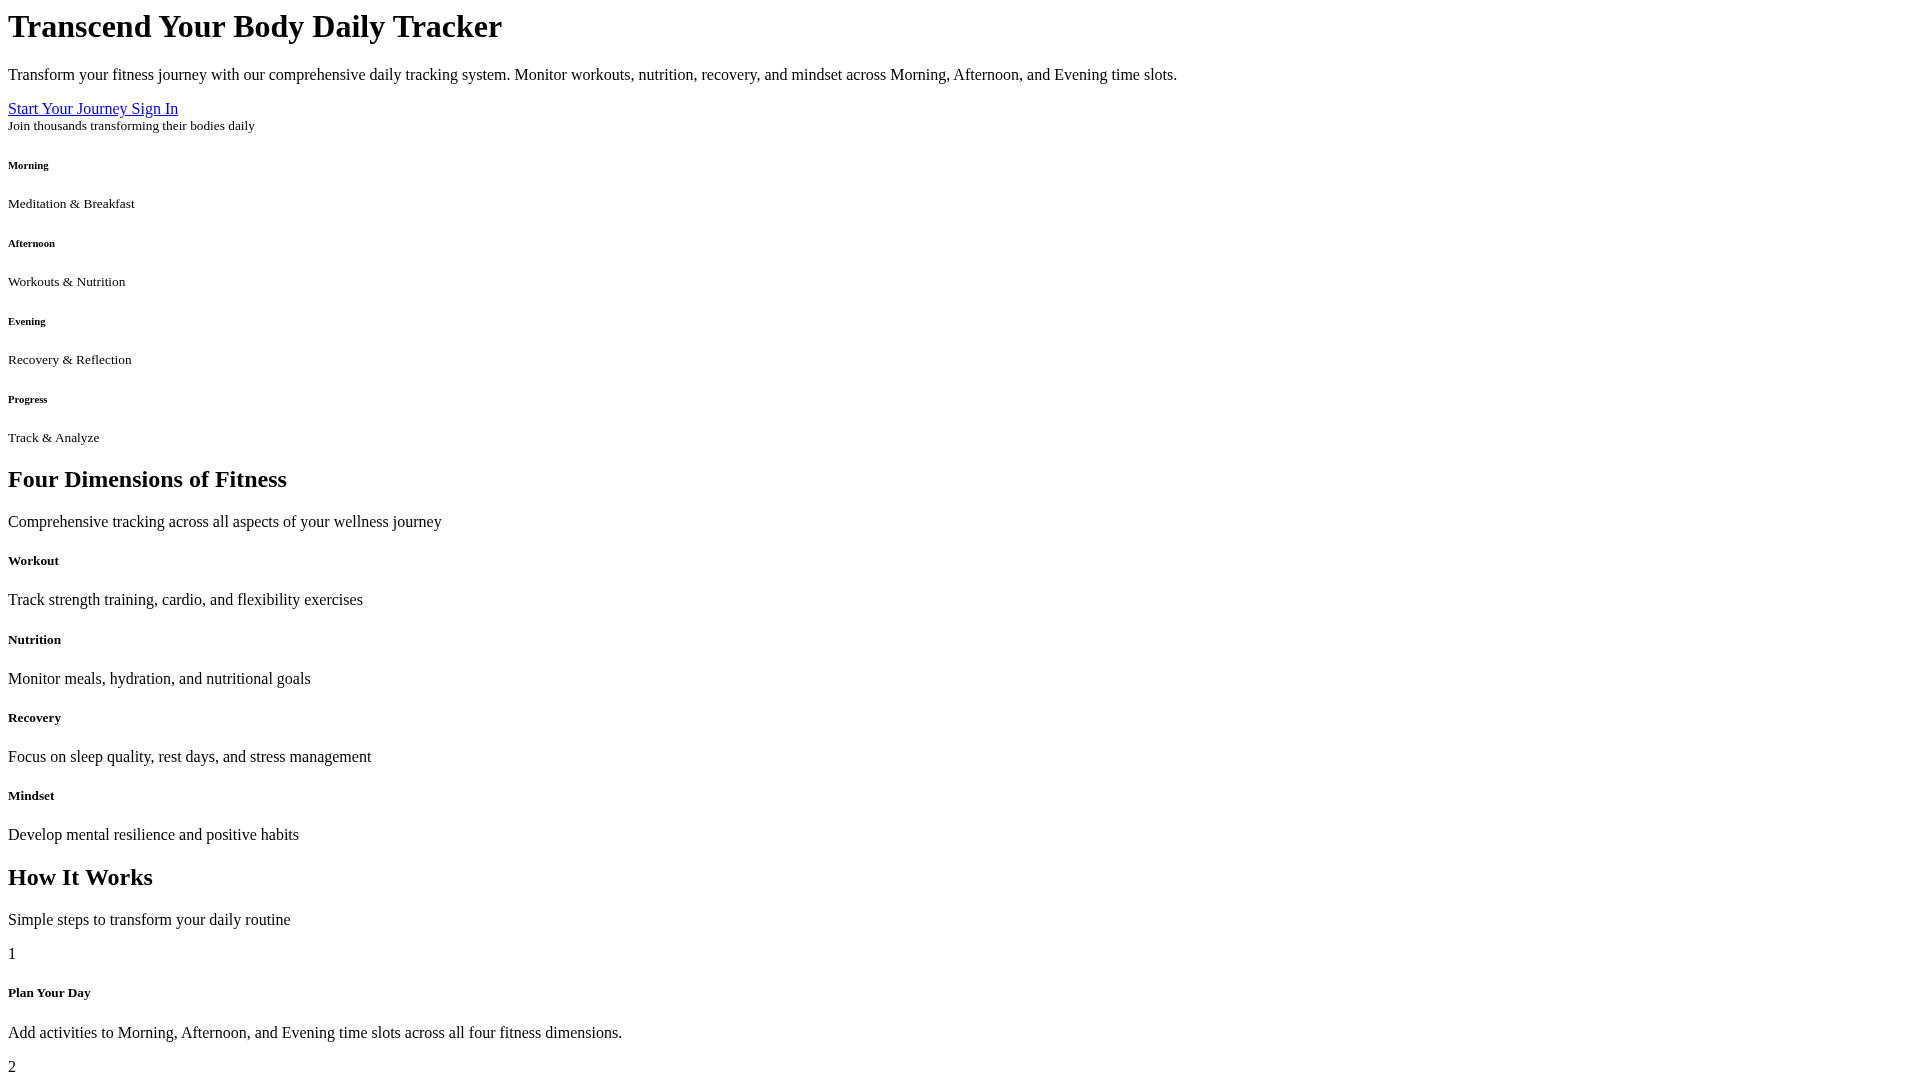 Transcend Your Body Daily Tracker
Transform your fitness journey with our comprehensive daily tracking system. Monitor workouts, nutrition, recovery, and mindset across Morning, Afternoon, and Evening time slots.
Start Your Journey Sign In
Join thousands transforming their bodies daily
Morning
Meditation & Breakfast
Afternoon
Workouts & Nutrition
Evening
Recovery & Reflection
Progress
Track & Analyze
Four Dimensions of Fitness
Comprehensive tracking across all aspects of your wellness journey
Workout
Track strength training, cardio, and flexibility exercises
Nutrition
Monitor meals, hydration, and nutritional goals
Recovery
Focus on sleep quality, rest days, and stress management
Mindset
Develop mental resilience and positive habits
How It Works
Simple steps to transform your daily routine
1
Plan Your Day
Add activities to Morning, Afternoon, and Evening time slots across all four fitness dimensions.
2